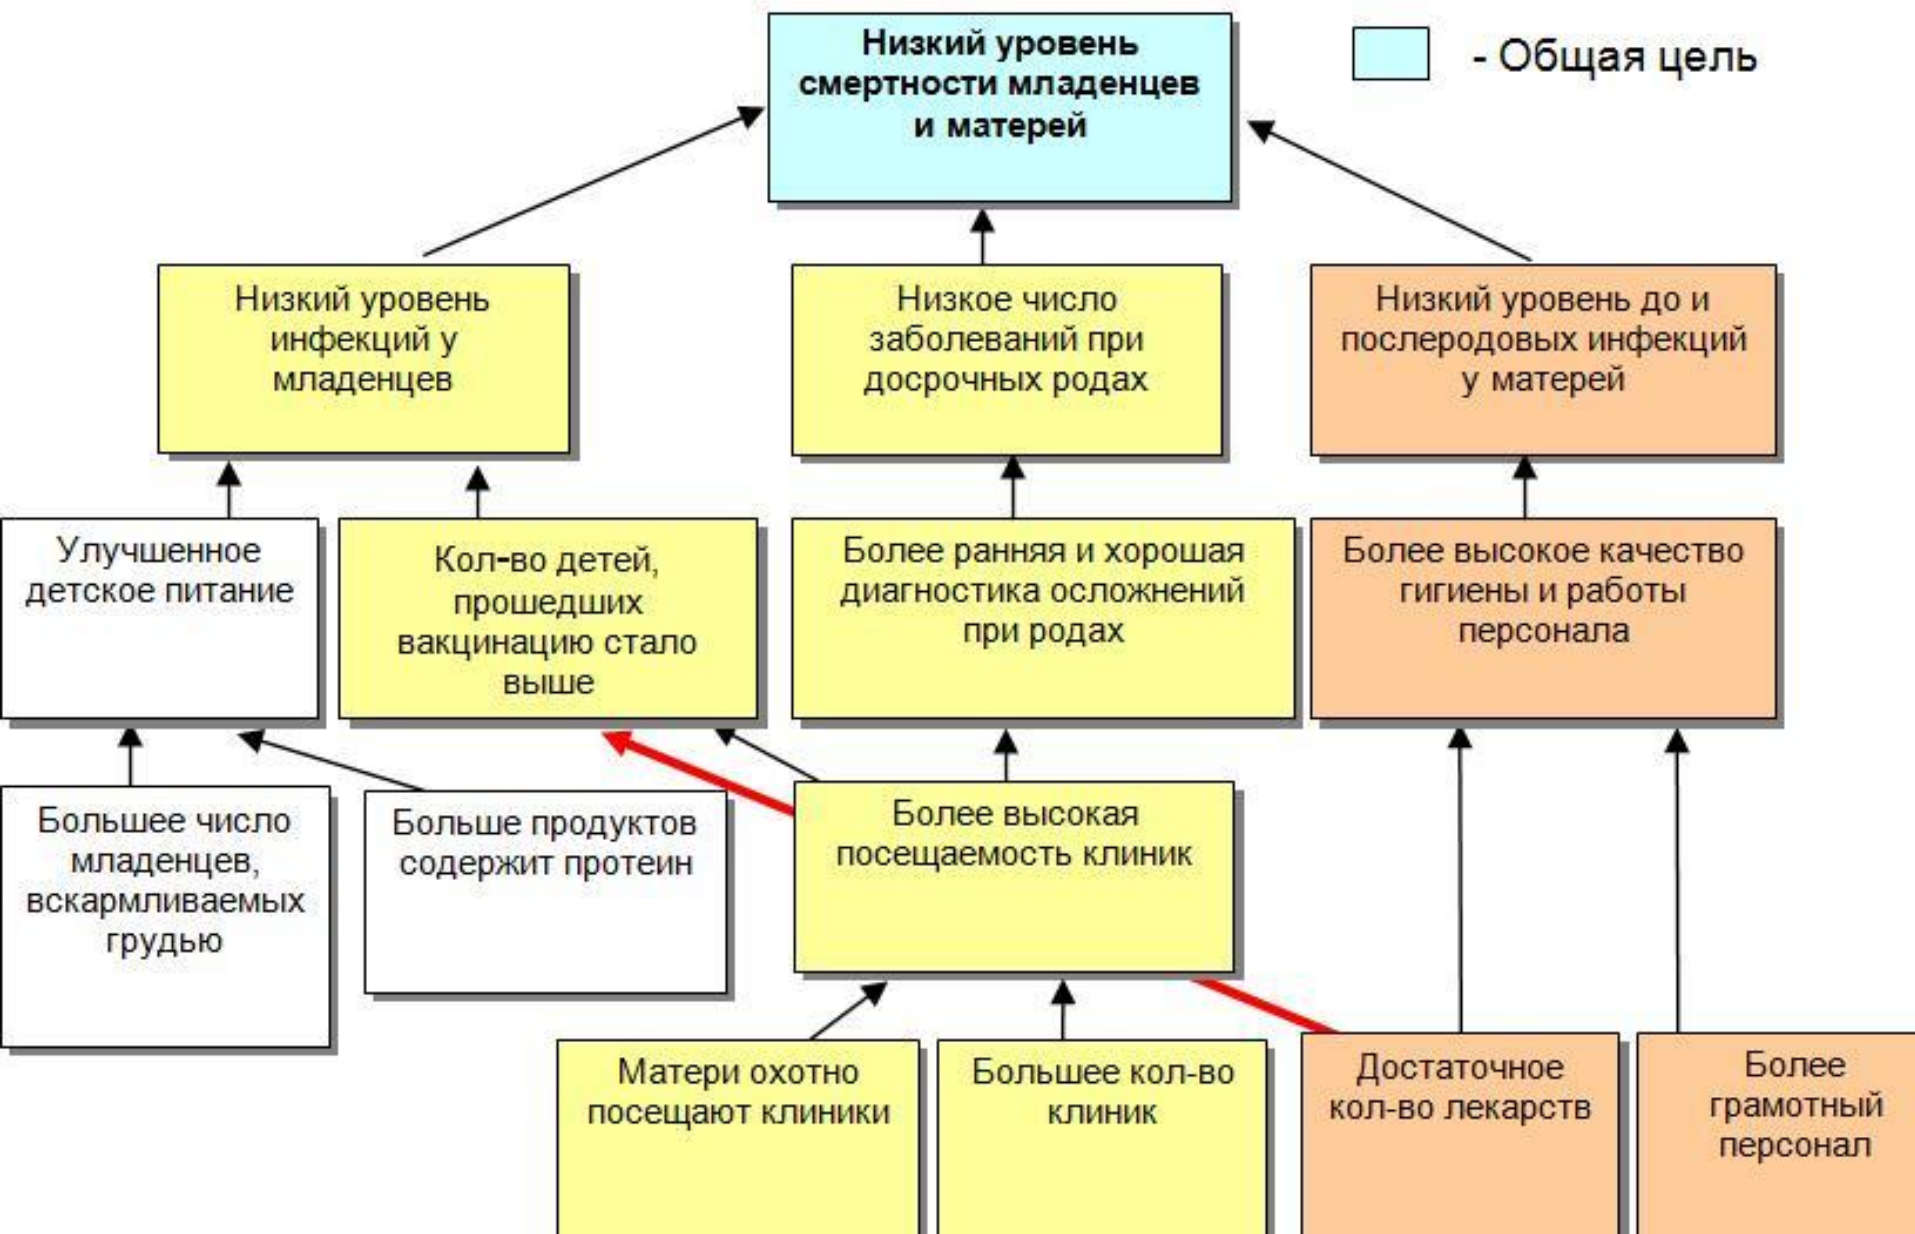 Низкий уровень
смертности младенцев
и матерей
- Общая цель
Низкий уровень
инфекций у
младенцев
Низкое число
заболеваний при
досрочных родах
Низкий уровень до и
послеродовых инфекций
у матерей
Улучшенное
детское питание
Кол-во детей,
прошедших
вакцинацию стало
выше
Более ранняя и хорошая
диагностика осложнений
при родах
Более высокое качество
гигиены и работы
персонала
Большее число
младенцев,
вскармливаемых
грудью
Больше продуктов
содержит протеин
Более высокая
посещаемость клиник
Матери охотно
посещают клиники
Большее кол-во
клиник
Достаточное
кол-во лекарств
Более
грамотный
персонал